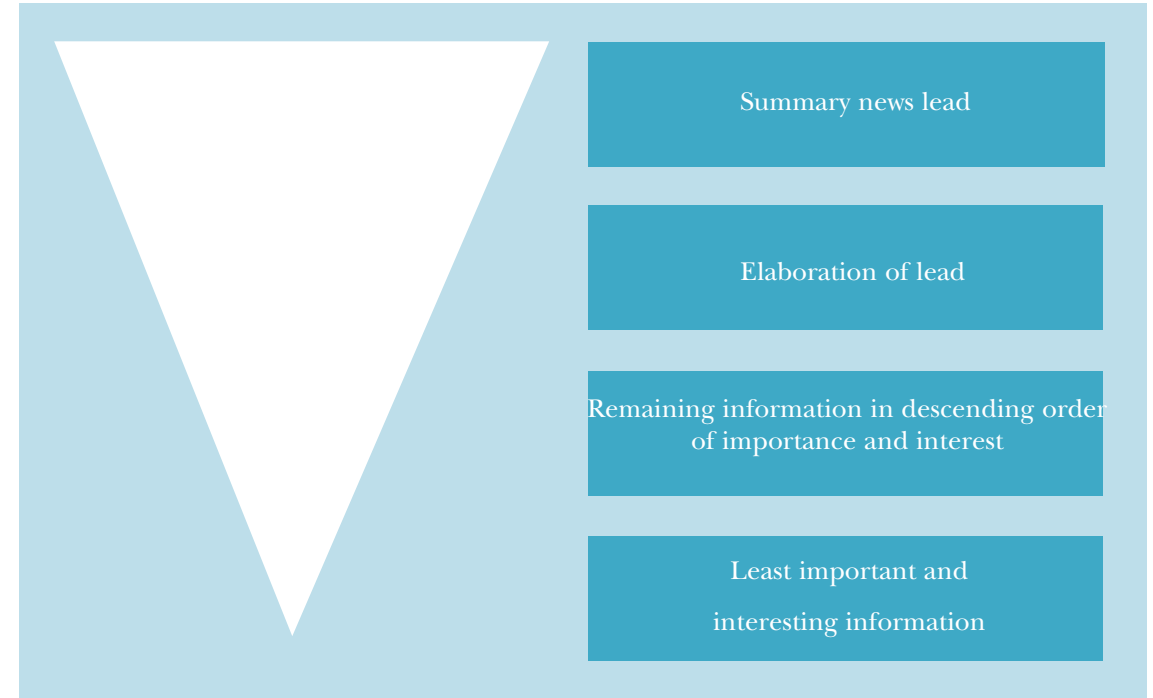 Summary news lead
Elaboration of lead
Remaining information in descending order
of importance and interest
Least important and
interesting information